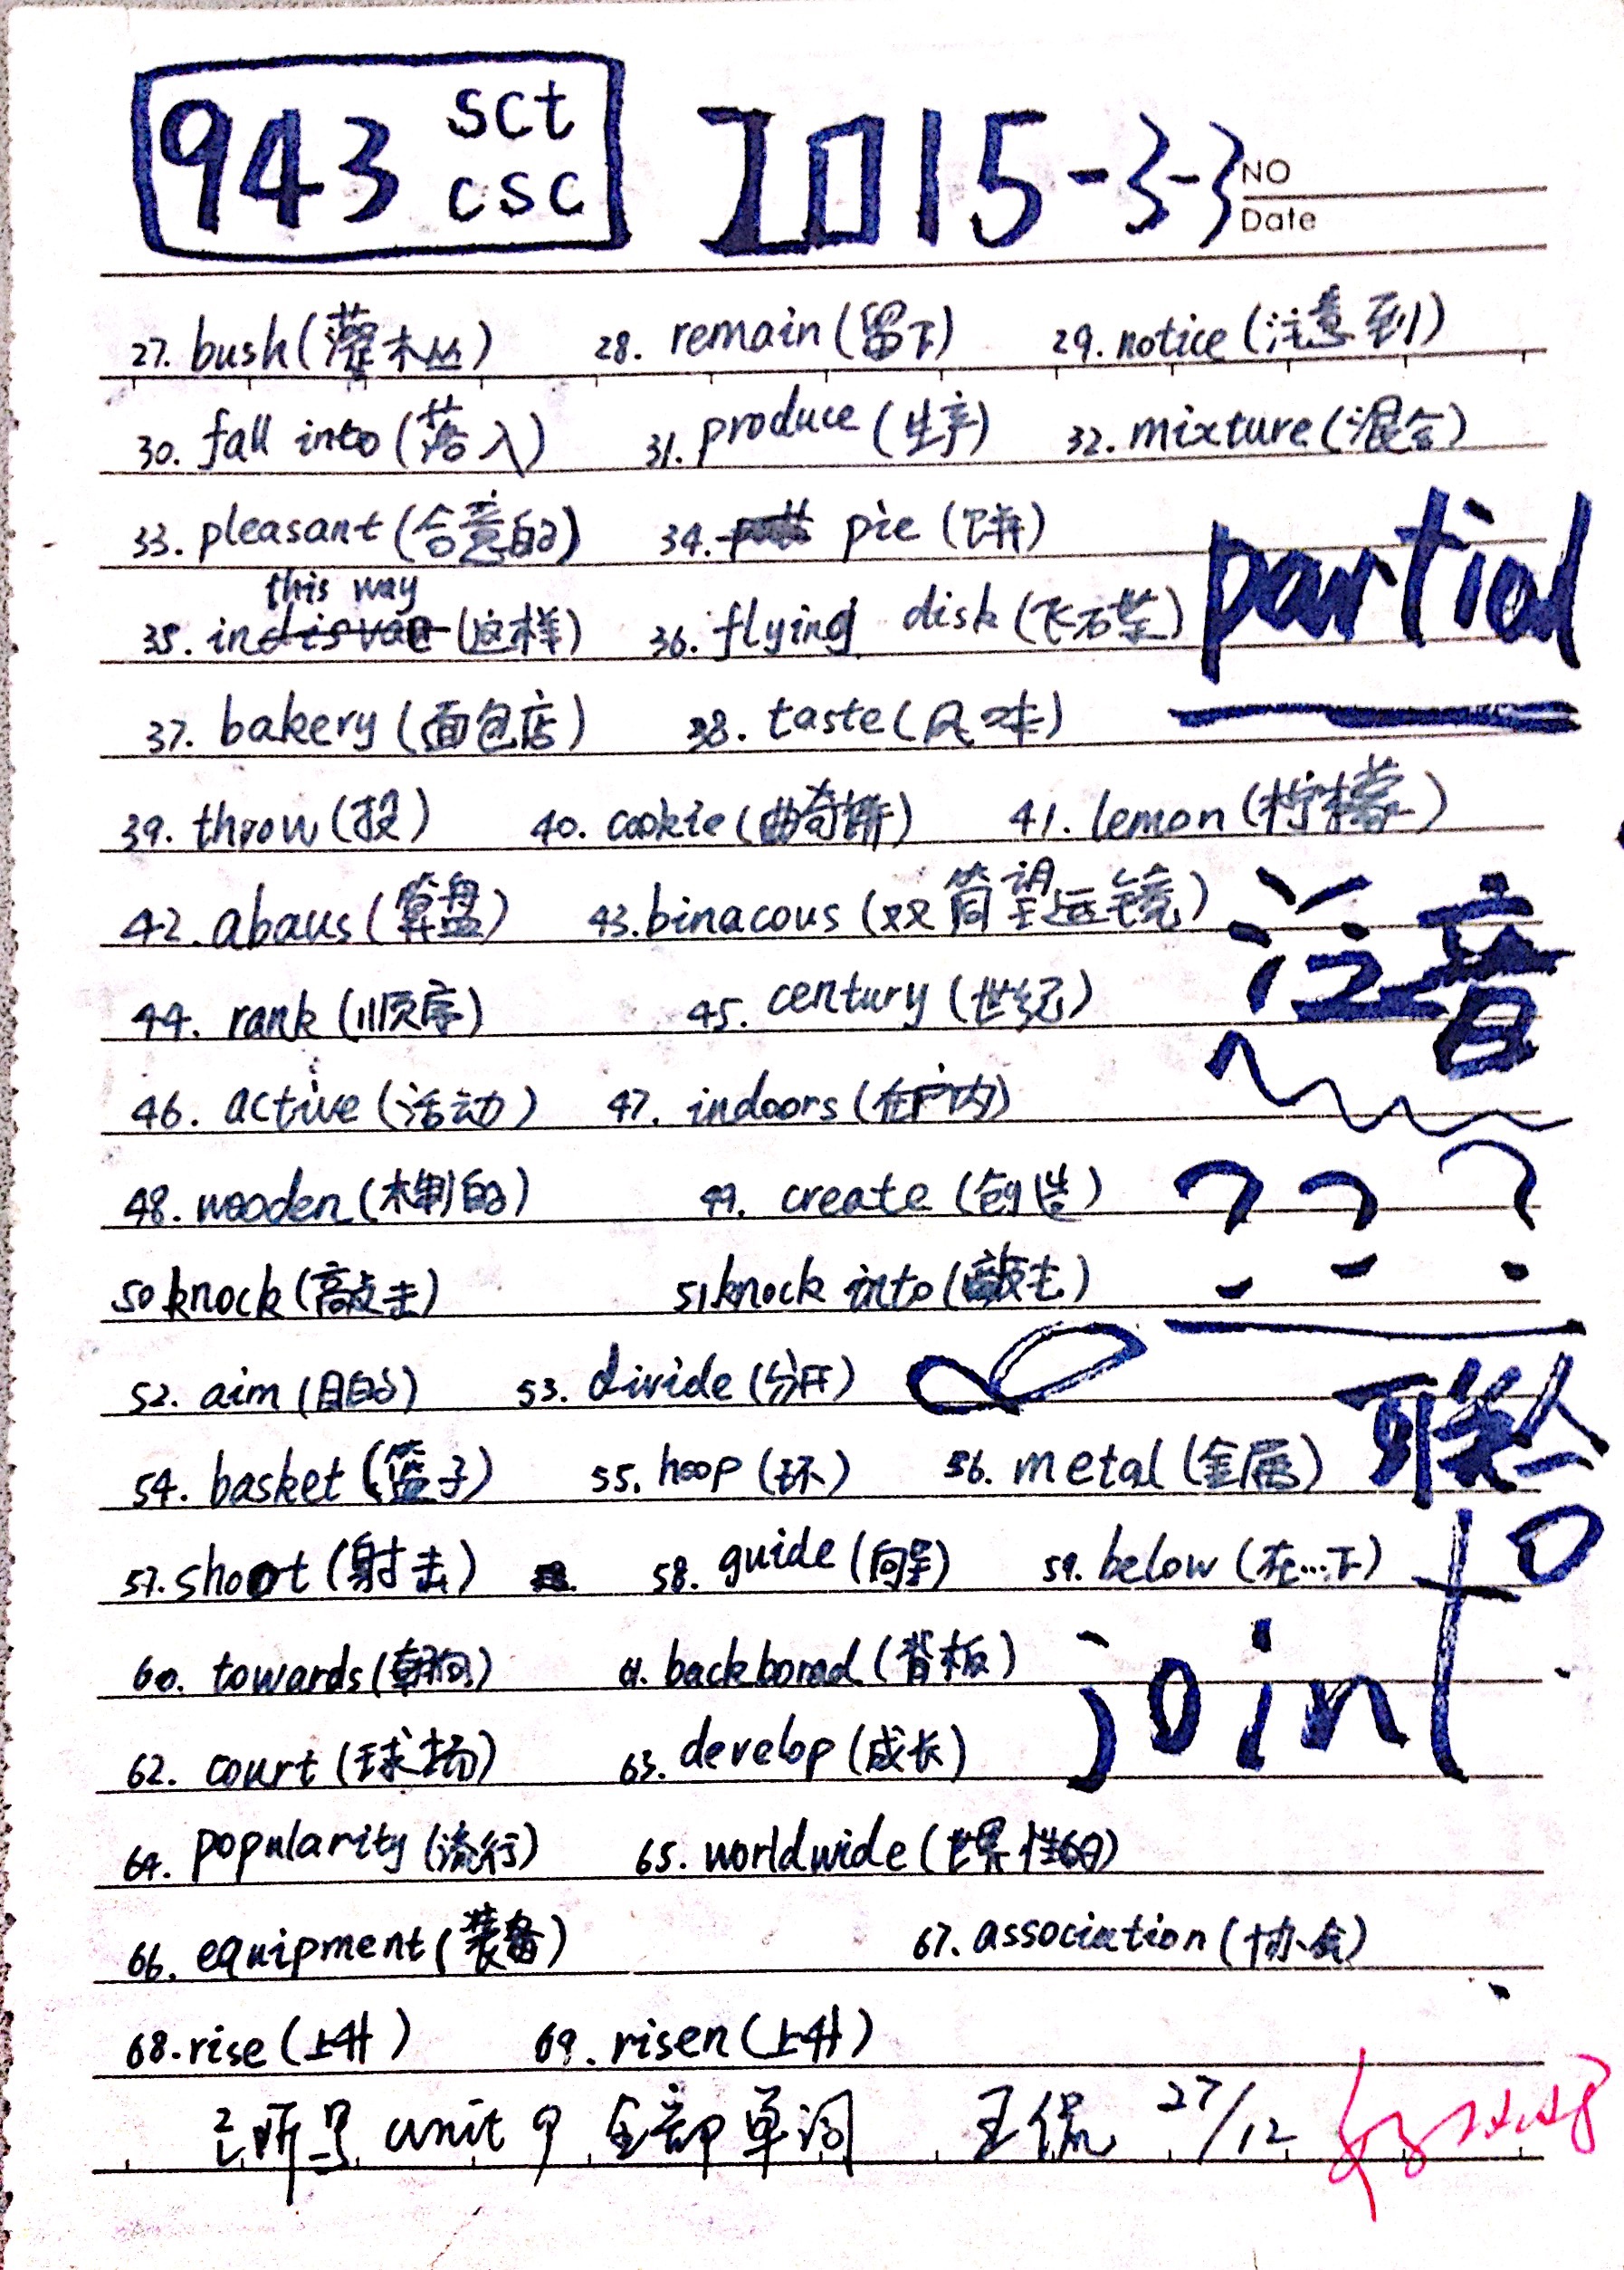 943 sct csc 2015-3-3 NO
Date
27. bush (灌木丛) 28. remain (留下) 29. notice (注意到)
30. fall into (落入) 31. produce (生产) 32. mixture (混合)
33. pleasant (合意的) 34. pie (饼)
partial
this way
35. in (这样) 36. flying disk (飞石茔)
37. bakery (面包店) 38. taste (风味)
39. throw (投) 40. cookie (曲奇饼) 41. lemon (柠檬)
42. abaus (算盘) 43. binacous (双筒望远镜)
注音
44. rank (顺序) 45. century (世纪)
46. active (活动) 47. indoors (在户内)
48. wooden (木制的) 49. create (创造)
? ? ?
50 knock (敲击) 51 knock into (敲击)
52. aim (目的) 53. divide (分开)
联合
54. basket (篮子) 55. hoop (环) 56. metal (金属)
57. shoot (射击) 58. guide (向导) 59. below (在…下)
60. towards (朝向) 61. backborad (背板)
joint
62. court (球场) 63. develop (成长)
64. popularity (流行) 65. worldwide (世界性的)
66. equipment (装备) 67. association (协会)
68. rise (上升) 69. risen (上升)
已听写 unit 9 全部单词 王侃 27/12